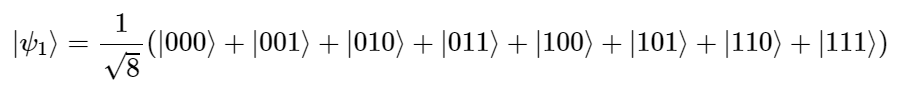 |ψ₁⟩ = 1/√8 (|000⟩ + |001⟩ + |010⟩ + |011⟩ + |100⟩ + |101⟩ + |110⟩ + |111⟩)